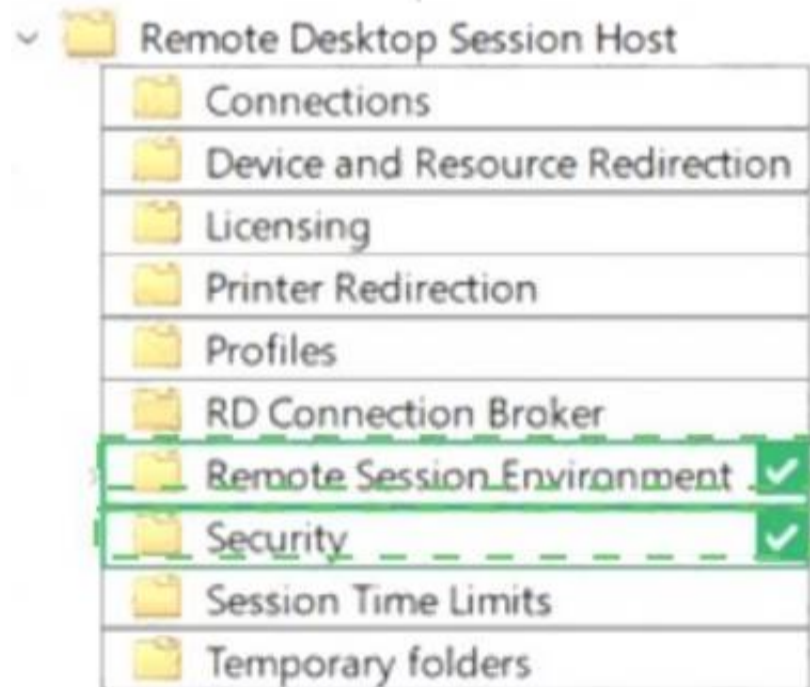 Remote Desktop Session Host
Connections
Device and Resource Redirection
Licensing
Printer Redirection
Profiles
RD Connection Broker
Remote Session Environment
Security
Session Time Limits
Temporary folders